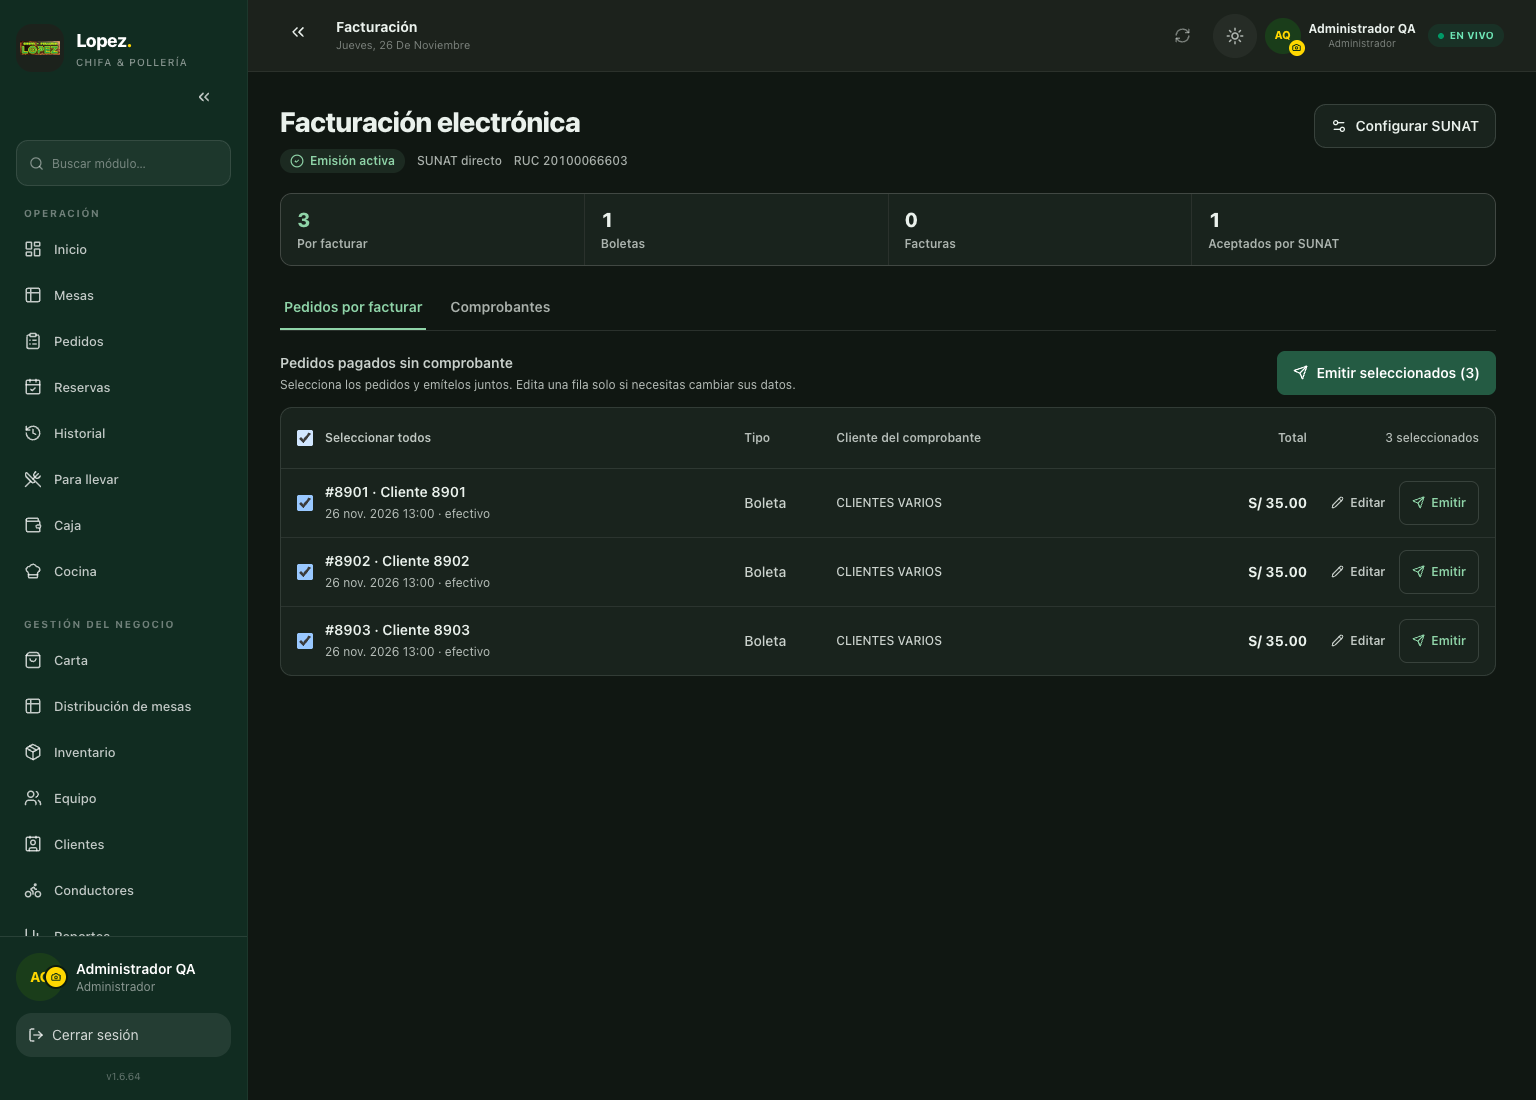 LOPEZ
Lopez.
CHIFA & POLLERÍA
Buscar módulo...
OPERACIÓN
Inicio
Mesas
Pedidos
Reservas
Historial
Para llevar
Caja
Cocina
GESTIÓN DEL NEGOCIO
Carta
Distribución de mesas
Inventario
Equipo
Clientes
Conductores
Reportes
Administrador QA
Administrador
Cerrar sesión
v1.6.64
Facturación
Jueves, 26 De Noviembre
AQ
Administrador QA
Administrador
EN VIVO
Facturación electrónica
Configurar SUNAT
Emisión activa SUNAT directo RUC 20100066603
3
Por facturar
1
Boletas
0
Facturas
1
Aceptados por SUNAT
Pedidos por facturar Comprobantes
Pedidos pagados sin comprobante
Selecciona los pedidos y emítelos juntos. Edita una fila solo si necesitas cambiar sus datos.
Emitir seleccionados (3)
Seleccionar todos Tipo Cliente del comprobante Total 3 seleccionados
#8901 · Cliente 8901
26 nov. 2026 13:00 · efectivo
Boleta CLIENTES VARIOS S/ 35.00 Editar Emitir
#8902 · Cliente 8902
26 nov. 2026 13:00 · efectivo
Boleta CLIENTES VARIOS S/ 35.00 Editar Emitir
#8903 · Cliente 8903
26 nov. 2026 13:00 · efectivo
Boleta CLIENTES VARIOS S/ 35.00 Editar Emitir